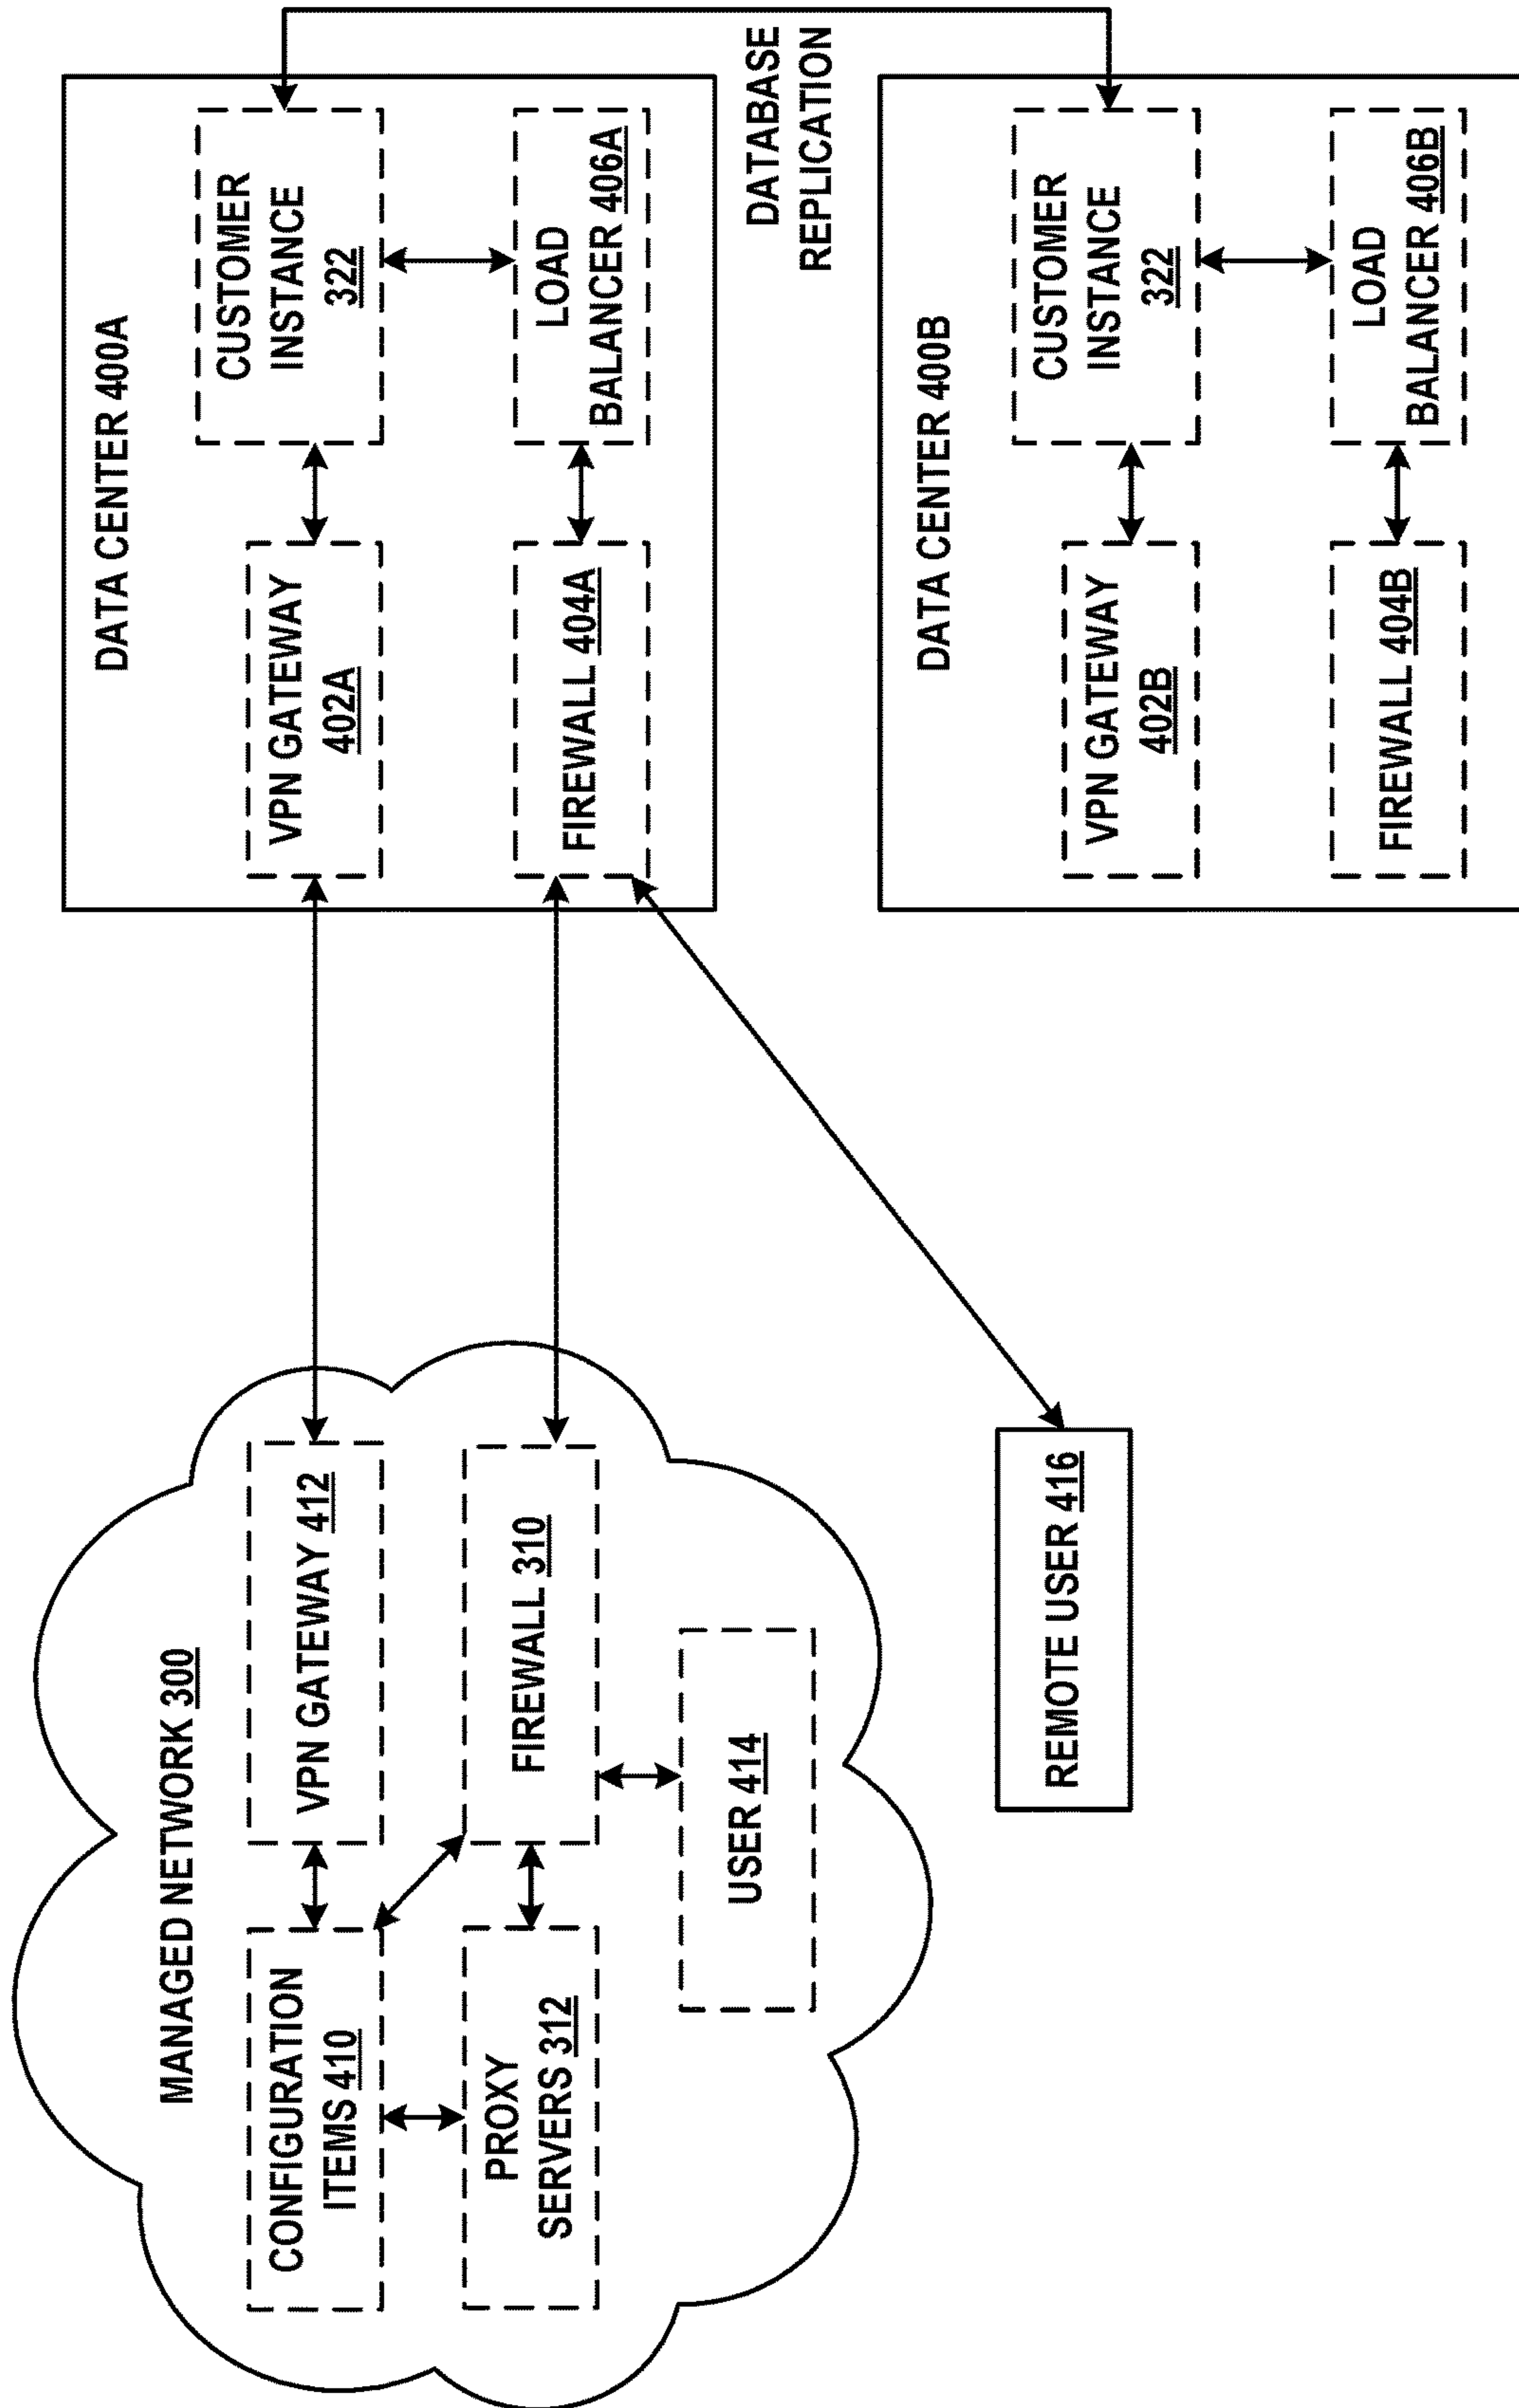 MANAGED NETWORK 300
CONFIGURATION
ITEMS 410
VPN GATEWAY 412
PROXY
SERVERS 312
FIREWALL 310
USER 414
REMOTE USER 416
DATA CENTER 400A
VPN GATEWAY
402A
CUSTOMER
INSTANCE
322
FIREWALL 404A
LOAD
BALANCER 406A
DATABASE
REPLICATION
DATA CENTER 400B
VPN GATEWAY
402B
CUSTOMER
INSTANCE
322
FIREWALL 404B
LOAD
BALANCER 406B